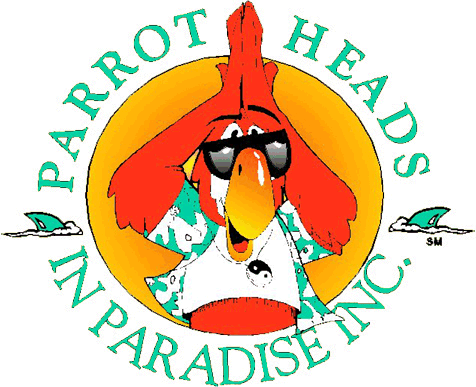 PARROT HEADS
IN PARADISE INC.
SM